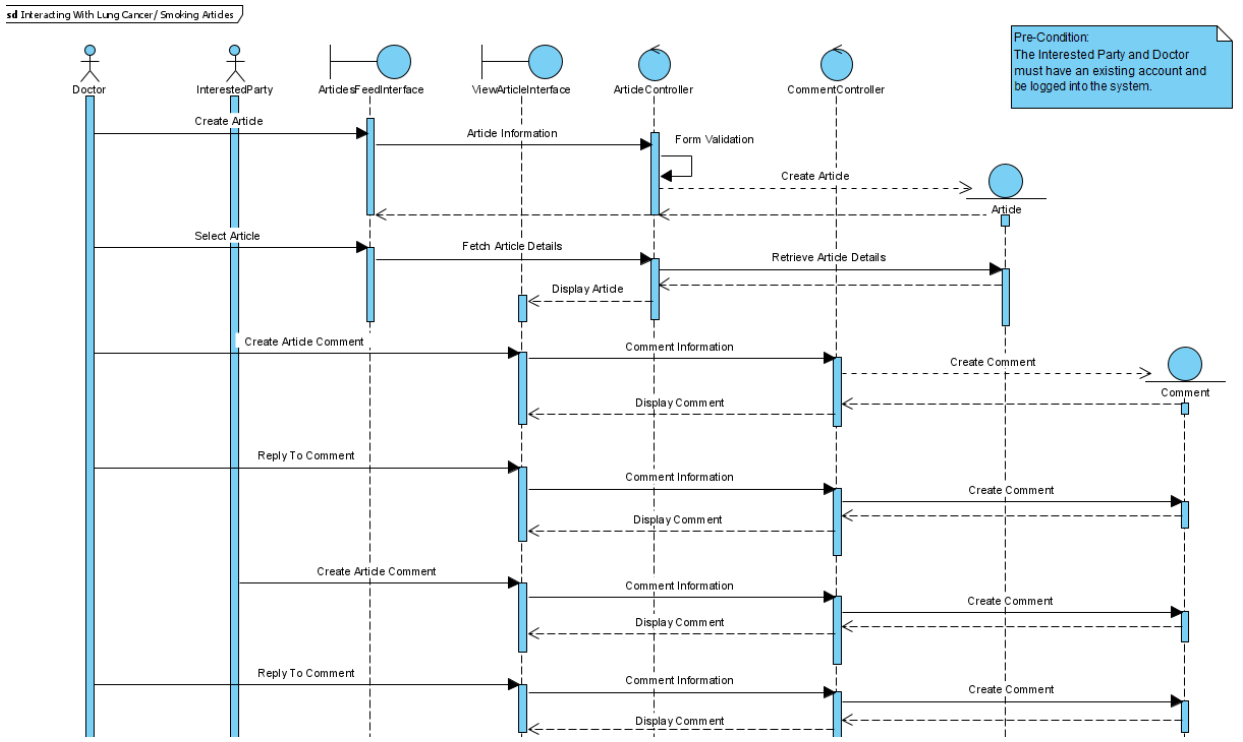 sd Interacting With Lung Cancer/ Smoking Articles
Pre-Condition:
The Interested Party and Doctor
must have an existing account and
be logged into the system.
Doctor
InterestedParty
ArticlesFeedInterface
ViewArticleInterface
ArticleController
CommentController
Create Article
Article Information
Form Validation
Create Article
Article
Select Article
Fetch Article Details
Retrieve Article Details
Display Article
Create Article Comment
Comment Information
Create Comment
Comment
Display Comment
Reply To Comment
Comment Information
Create Comment
Display Comment
Create Article Comment
Comment Information
Create Comment
Display Comment
Reply To Comment
Comment Information
Create Comment
Display Comment